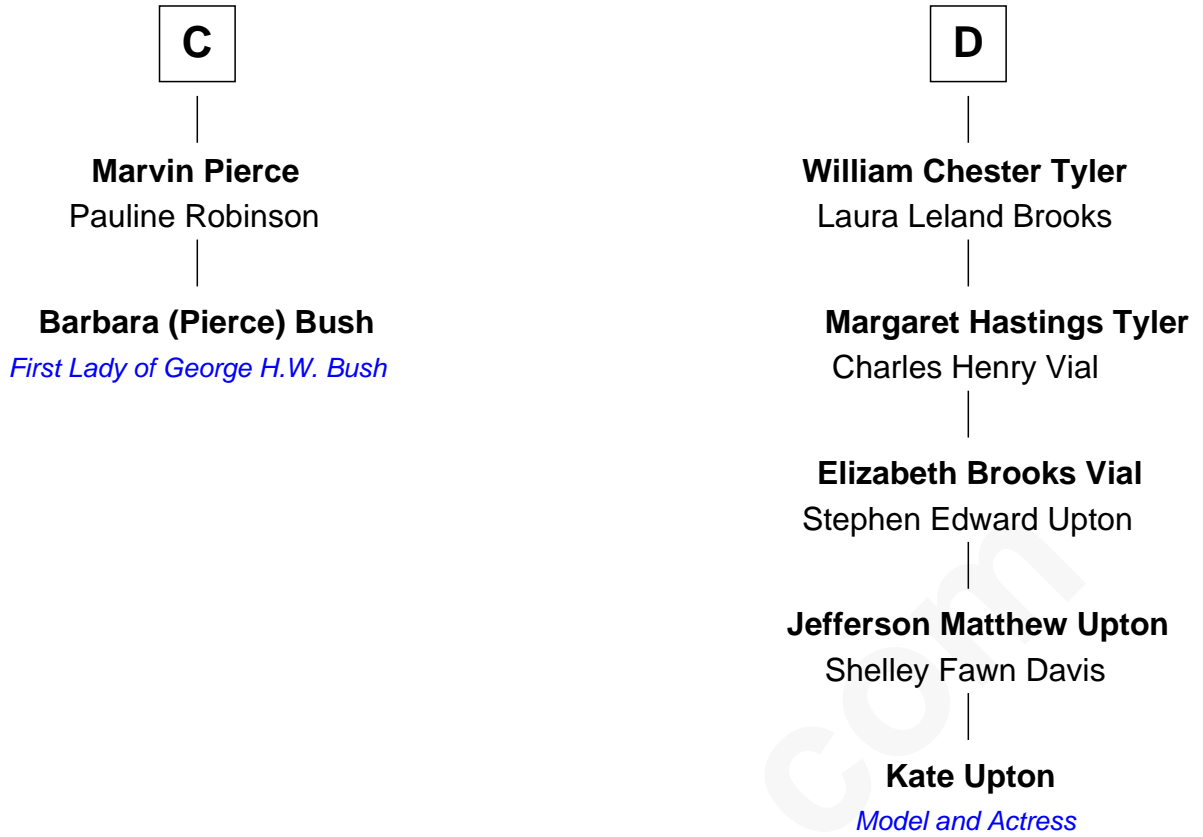 C
Marvin Pierce
Pauline Robinson
Barbara (Pierce) Bush
First Lady of George H.W. Bush
D
William Chester Tyler
Laura Leland Brooks
Margaret Hastings Tyler
Charles Henry Vial
Elizabeth Brooks Vial
Stephen Edward Upton
Jefferson Matthew Upton
Shelley Fawn Davis
Kate Upton
Model and Actress
com